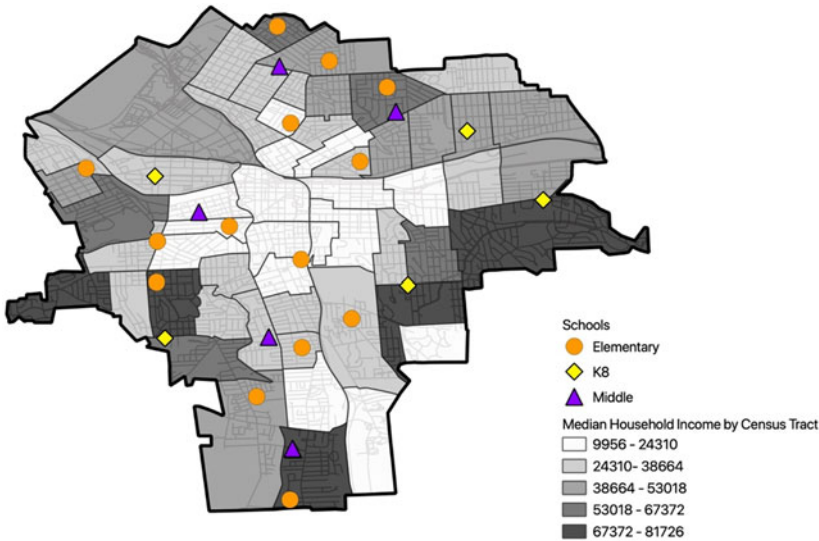 Schools
Elementary
K8
Middle
Median Household Income by Census Tract
9956 - 24310
24310 - 38664
38664 - 53018
53018 - 67372
67372 - 81726